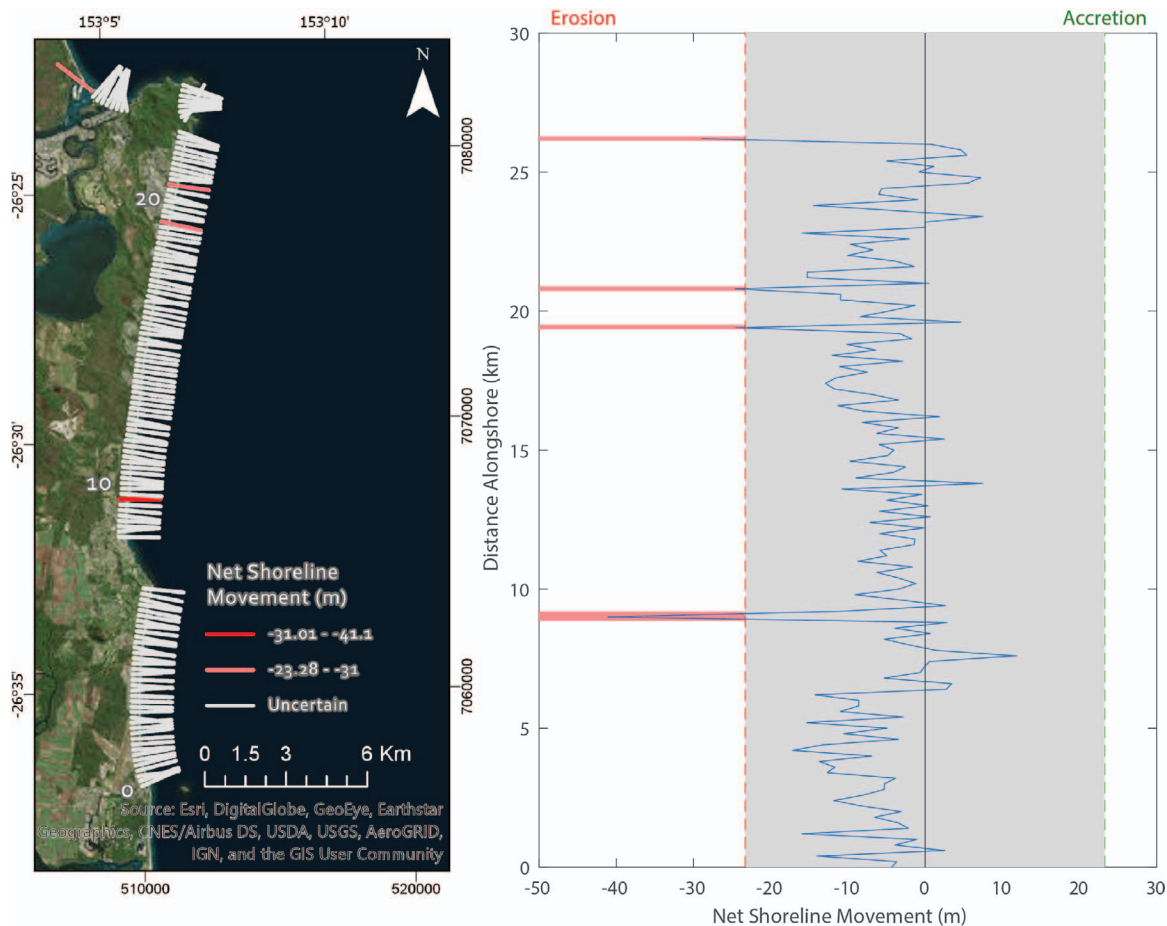 153°5'
153°10'
N
-26°25'
-26°30'
-26°35'
7080000
7070000
7060000
20
10
0
Net Shoreline
Movement (m)
-31.01 - -41.1
-23.28 - -31
Uncertain
0 1.5 3 6 Km
Source: Esri, DigitalGlobe, GeoEye, Earthstar
Geographics, CNES/Airbus DS, USDA, USGS, AeroGRID,
IGN, and the GIS User Community
510000
520000
Erosion
Accretion
30
25
20
15
10
5
0
Distance Alongshore (km)
-50 -40 -30 -20 -10 0 10 20 30
Net Shoreline Movement (m)